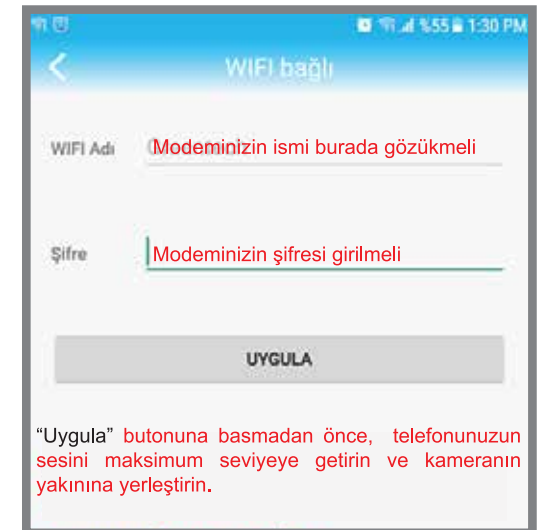 %55 1:30 PM
WIFI bağlı
WIFI Adı Modeminizin ismi burada gözükmeli
Şifre Modeminizin şifresi girilmeli
UYGULA
“Uygula” butonuna basmadan önce, telefonunuzun
sesini maksimum seviyeye getirin ve kameranın
yakınına yerleştirin.